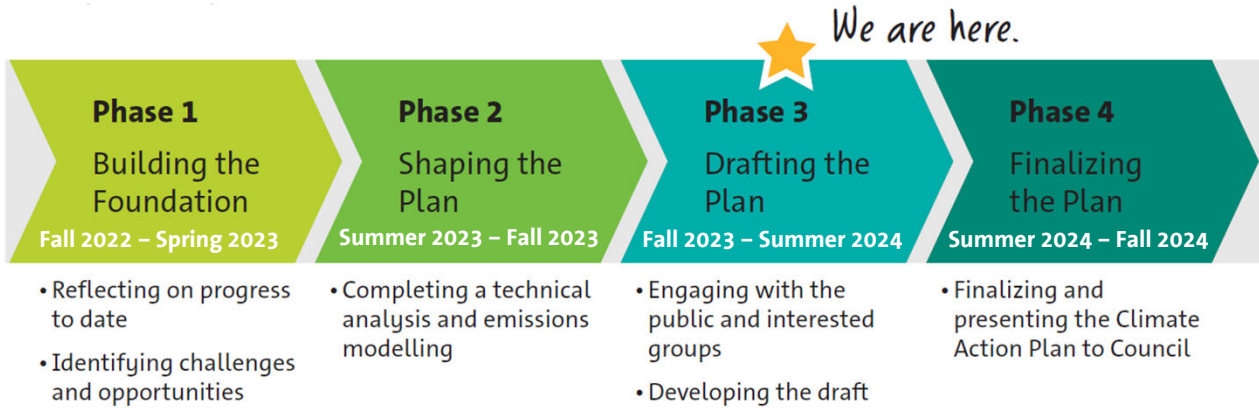 We are here.
Phase 1
Building the
Foundation
Fall 2022 – Spring 2023
• Reflecting on progress
to date
• Identifying challenges
and opportunities
Phase 2
Shaping the
Plan
Summer 2023 – Fall 2023
• Completing a technical
analysis and emissions
modelling
Phase 3
Drafting the
Plan
Fall 2023 – Summer 2024
• Engaging with the
public and interested
groups
• Developing the draft
Phase 4
Finalizing
the Plan
Summer 2024 – Fall 2024
• Finalizing and
presenting the Climate
Action Plan to Council